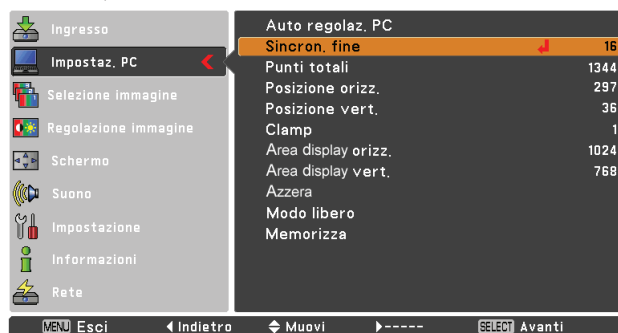 Ingresso
Impostaz. PC
Selezione immagine
Regolazione immagine
Schermo
Suono
Impostazione
Informazioni
Rete
Auto regolaz. PC
Sincron. fine 16
Punti totali 1344
Posizione orizz. 297
Posizione vert. 36
Clamp 1
Area display orizz. 1024
Area display vert. 768
Azzera
Modo libero
Memorizza
MENU Esci Indietro Muovi ----- SELECT Avanti